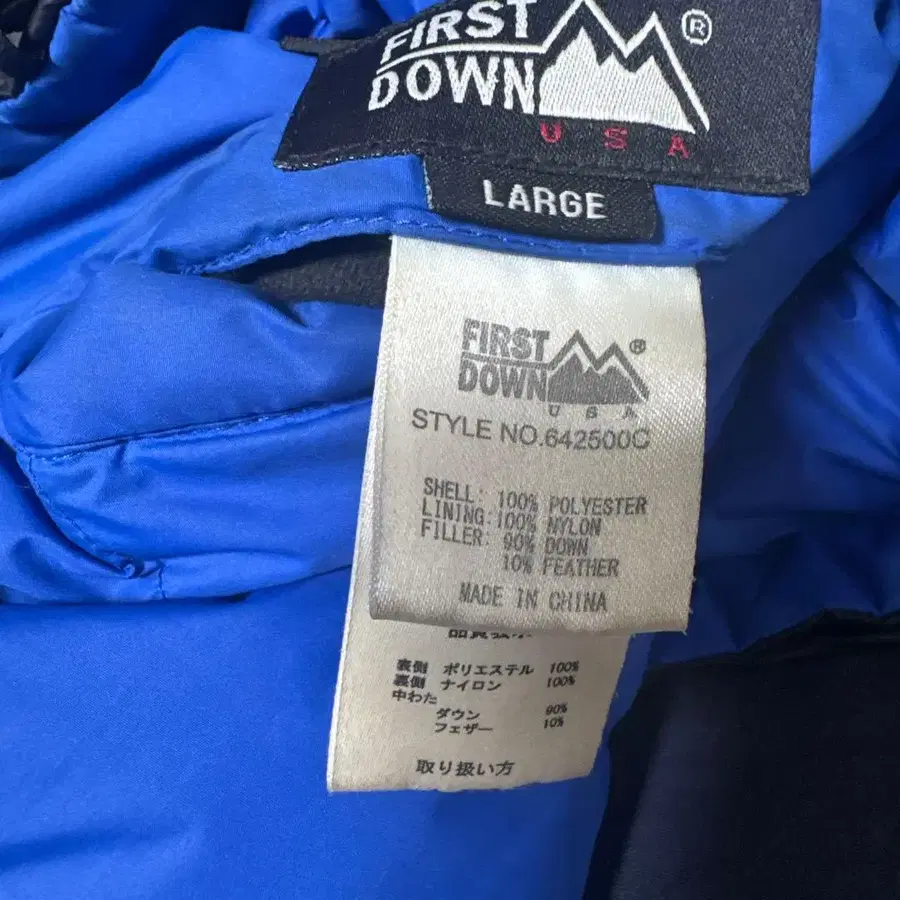 FIRST
DOWN
®
USA
LARGE
FIRST
DOWN
®
USA
STYLE NO.642500C
SHELL: 100% POLYESTER
LINING:100% NYLON
FILLER: 90% DOWN
10% FEATHER
MADE IN CHINA
表側 ポリエステル 100%
裏側 ナイロン 100%
中わた
ダウン 90%
フェザー 10%
取り扱い方